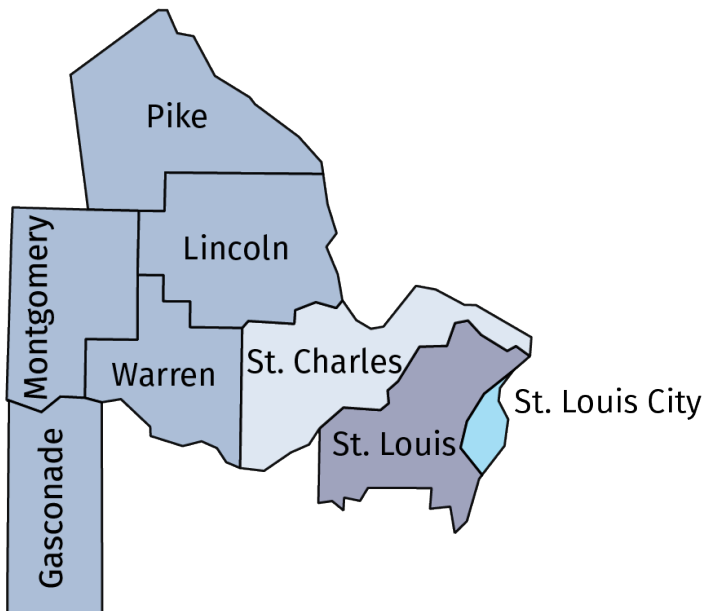 Pike
Lincoln
Montgomery
Warren
St. Charles
St. Louis City
St. Louis
Gasconade